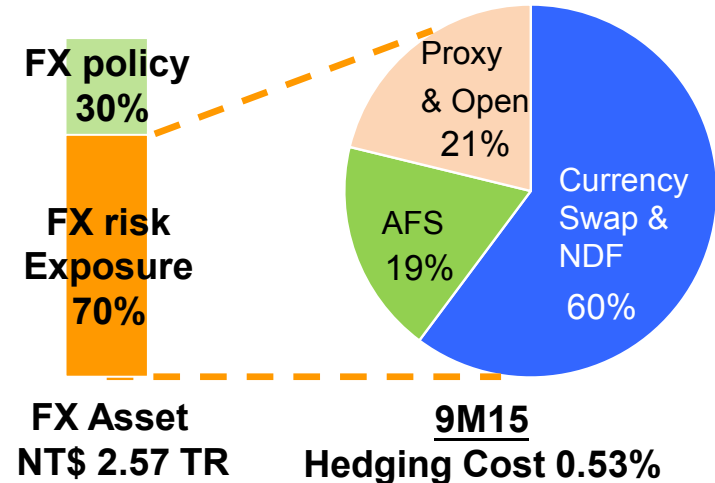 FX policy
30%
FX risk
Exposure
70%
FX Asset
NT$ 2.57 TR
Proxy
& Open
21%
AFS
19%
Currency
Swap &
NDF
60%
9M15
Hedging Cost 0.53%